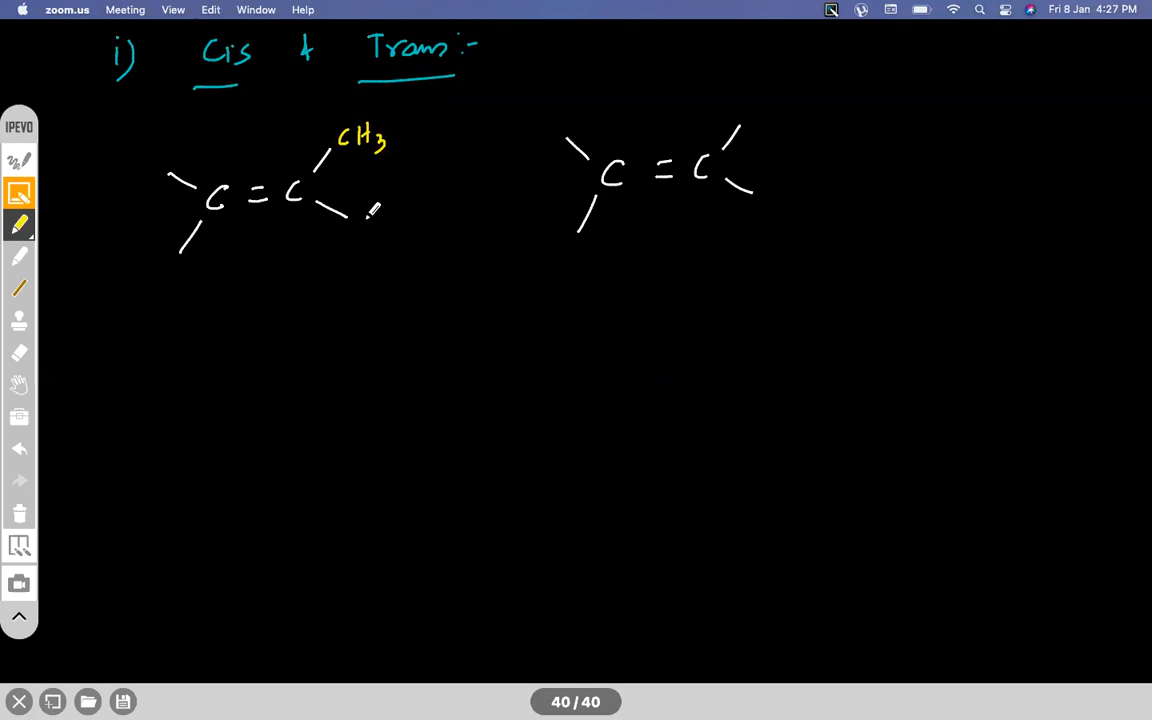 zoom.us Meeting View Edit Window Help Fri 8 Jan 4:27 PM
i) Cis & Trans :-
IPEVO
CH3
C = C
C = C
40/40